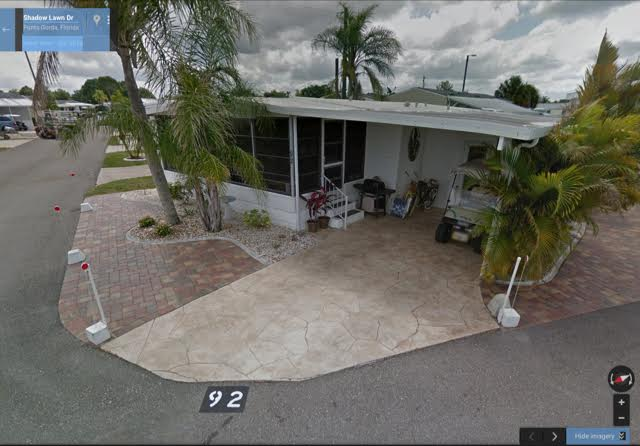 Shadow Lawn Dr
Punta Gorda, Florida
92
Hide imagery